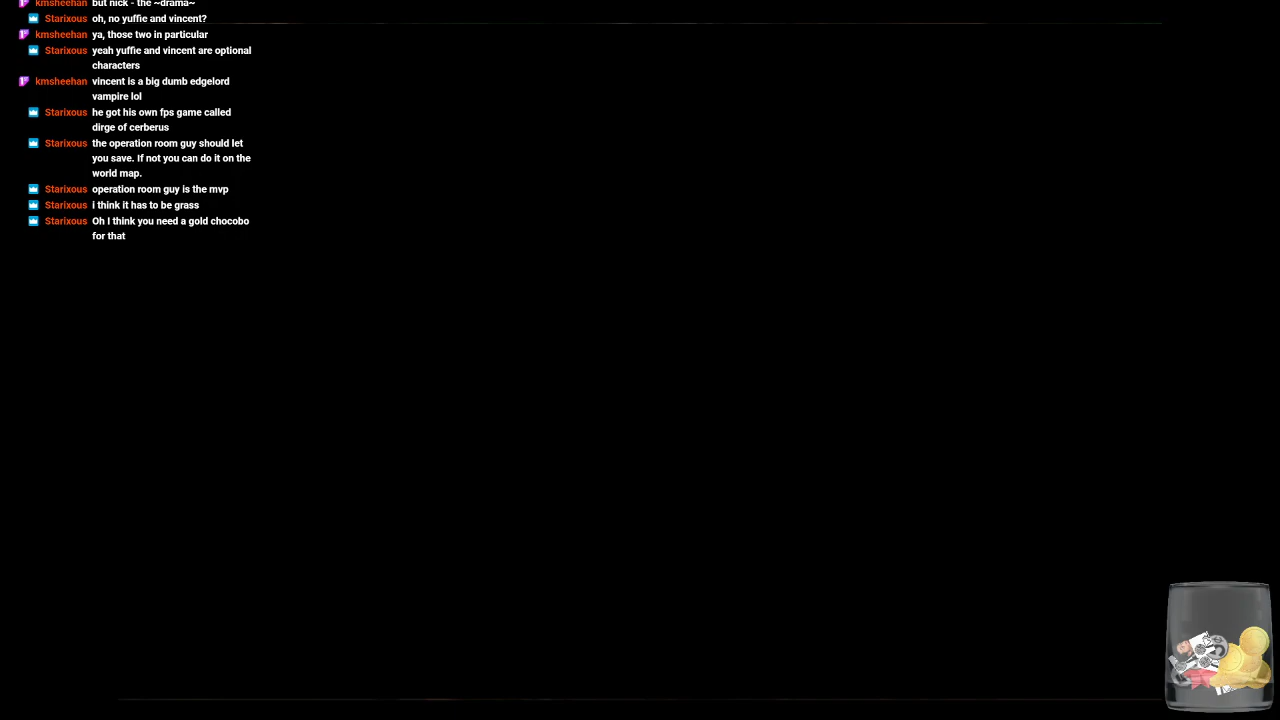 kmsheehan but nick - the ~drama~
Starixous oh, no yuffie and vincent?
kmsheehan ya, those two in particular
Starixous yeah yuffie and vincent are optional
characters
kmsheehan vincent is a big dumb edgelord
vampire lol
Starixous he got his own fps game called
dirge of cerberus
Starixous the operation room guy should let
you save. If not you can do it on the
world map.
Starixous operation room guy is the mvp
Starixous i think it has to be grass
Starixous Oh I think you need a gold chocobo
for that